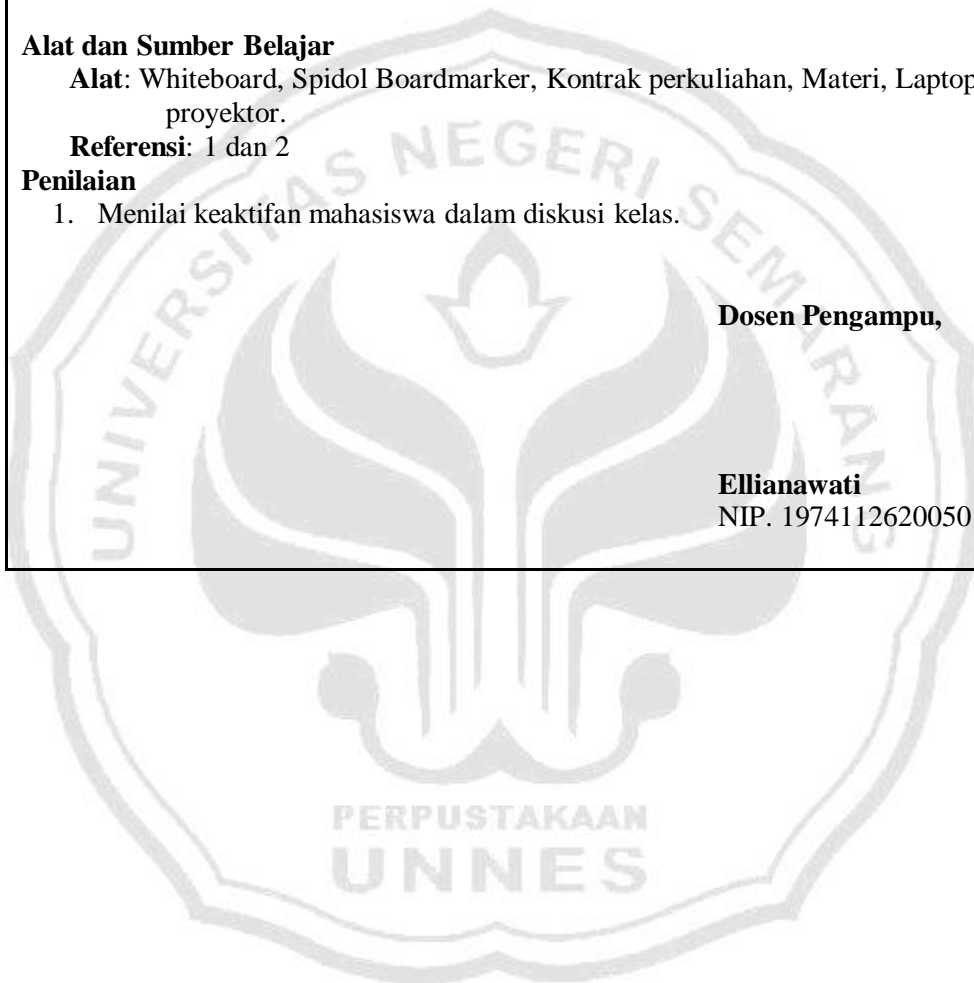 Alat dan Sumber Belajar
Alat: Whiteboard, Spidol Boardmarker, Kontrak perkuliahan, Materi, Laptop
proyektor.
Referensi: 1 dan 2
Penilaian
1. Menilai keaktifan mahasiswa dalam diskusi kelas.
Dosen Pengampu,
Ellianawati
NIP. 1974112620050
UNIVERSITAS NEGERI SEMARANG
PERPUSTAKAAN
UNNES